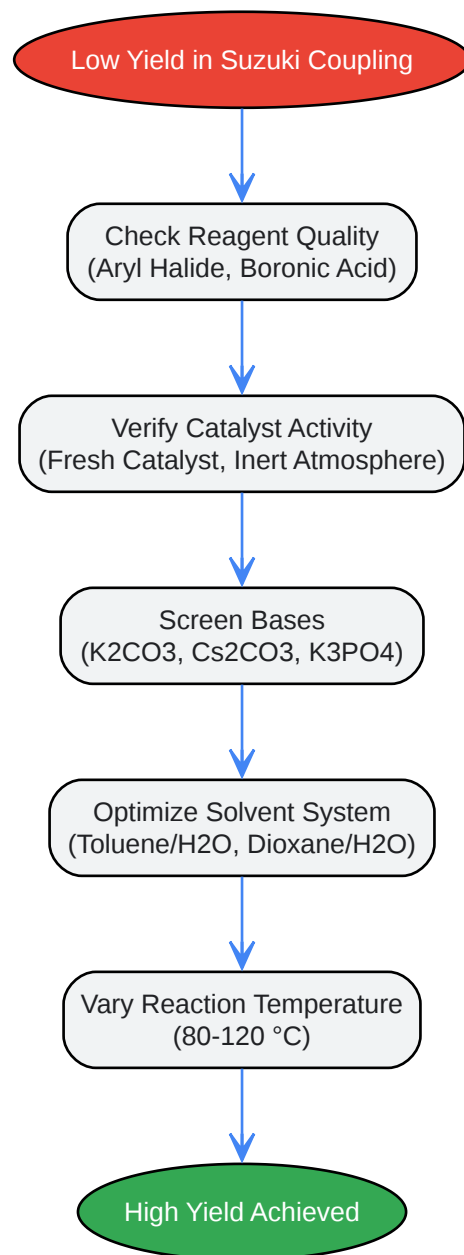 Low Yield in Suzuki Coupling
Check Reagent Quality
(Aryl Halide, Boronic Acid)
Verify Catalyst Activity
(Fresh Catalyst, Inert Atmosphere)
Screen Bases
(K2CO3, Cs2CO3, K3PO4)
Optimize Solvent System
(Toluene/H2O, Dioxane/H2O)
Vary Reaction Temperature
(80-120 °C)
High Yield Achieved